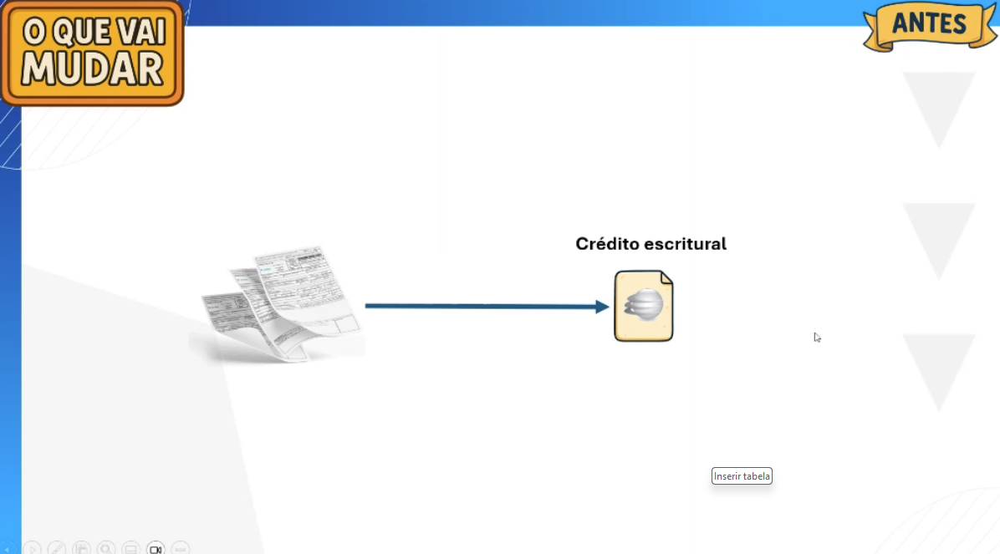 O QUE VAI
MUDAR
ANTES
Crédito escritural
Inserir tabela